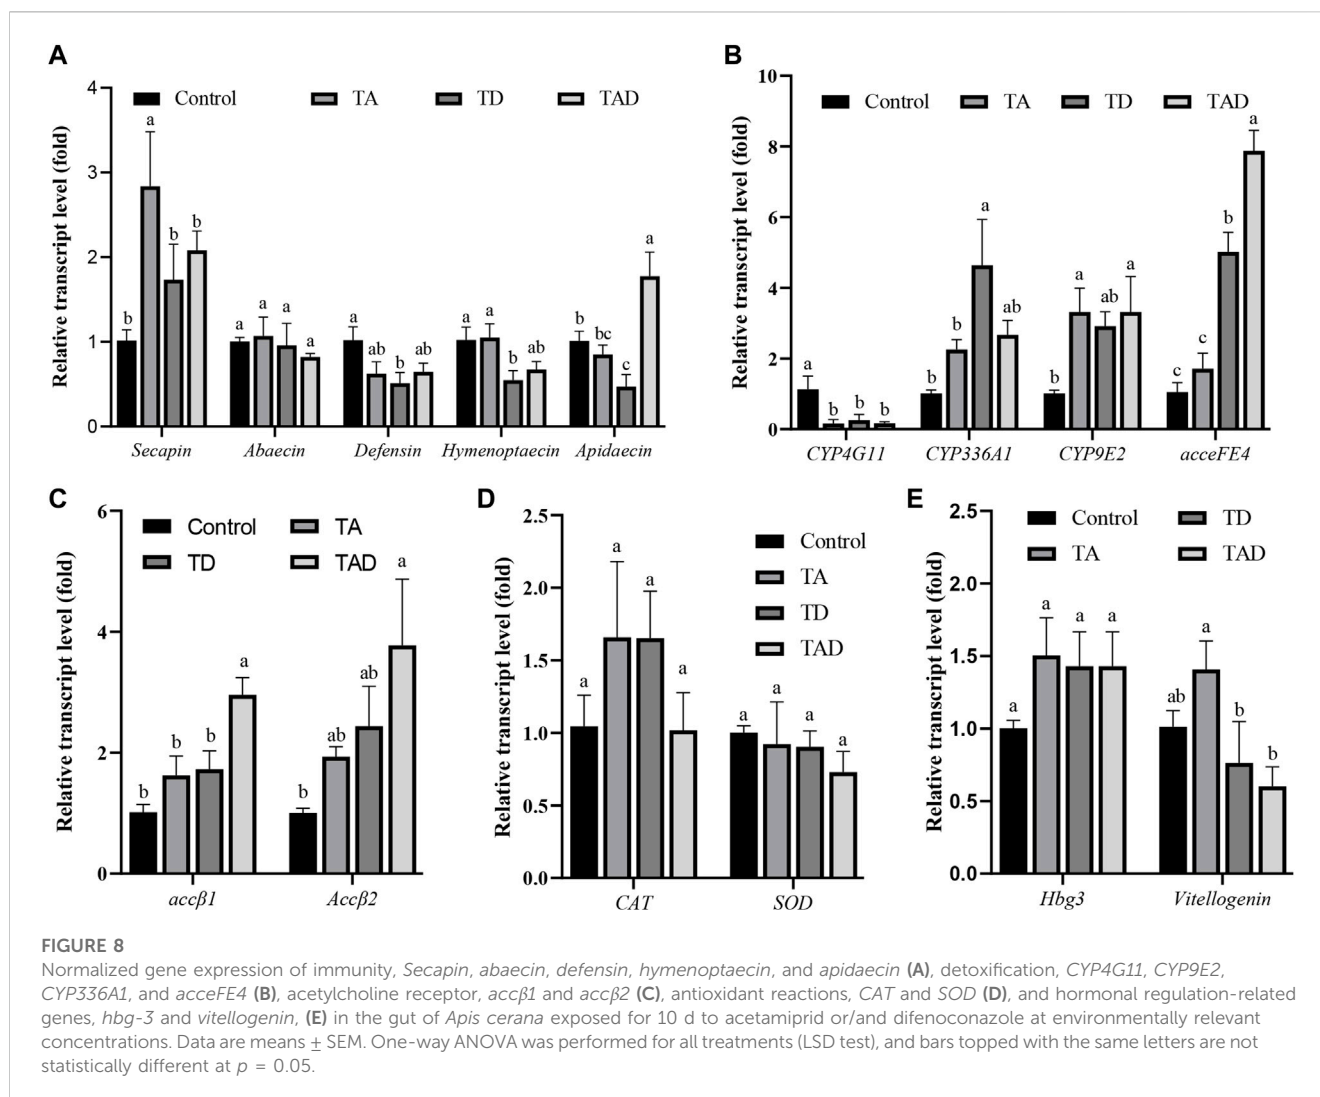 A
Control TA TD TAD
Relative transcript level (fold)
4
3
2
1
0
b a b b
a a a a
a ab b ab
a a b ab
b bc c a
Secapin Abaecin Defensin Hymenoptaecin Apidaecin
B
Control TA TD TAD
Relative transcript level (fold)
10
8
6
4
2
0
a b b b
b b a ab
b a ab a
c c b a
CYP4G11 CYP336A1 CYP9E2 acceFE4
C
Control TA
TD TAD
Relative transcript level (fold)
6
4
2
0
b b b a
b ab ab a
accβ1 Accβ2
D
Control
TA
TD
TAD
Relative transcript level (fold)
2.5
2.0
1.5
1.0
0.5
0.0
a a a a
a a a a
CAT SOD
E
Control TD
TA TAD
Relative transcript level (fold)
2.5
2.0
1.5
1.0
0.5
0.0
a a a a
ab a b b
Hbg3 Vitellogenin
FIGURE 8
Normalized gene expression of immunity, Secapin, abaecin, defensin, hymenoptaecin, and apidaecin (A), detoxification, CYP4G11, CYP9E2,
CYP336A1, and acceFE4 (B), acetylcholine receptor, accβ1 and accβ2 (C), antioxidant reactions, CAT and SOD (D), and hormonal regulation-related
genes, hbg-3 and vitellogenin, (E) in the gut of Apis cerana exposed for 10 d to acetamiprid or/and difenoconazole at environmentally relevant
concentrations. Data are means ± SEM. One-way ANOVA was performed for all treatments (LSD test), and bars topped with the same letters are not
statistically different at p = 0.05.